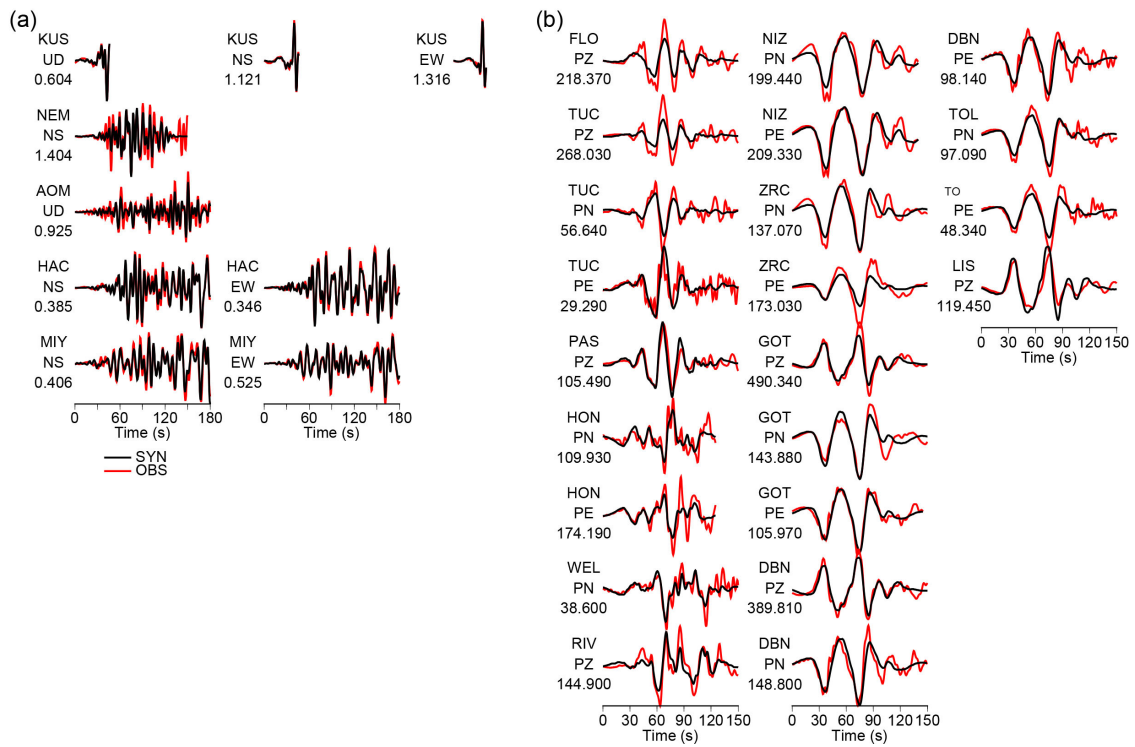 (a)
KUS
UD
0.604
KUS
NS
1.121
KUS
EW
1.316
NEM
NS
1.404
AOM
UD
0.925
HAC
NS
0.385
HAC
EW
0.346
MIY
NS
0.406
MIY
EW
0.525
0 60 120 180
Time (s)
0 60 120 180
Time (s)
SYN
OBS
(b)
FLO
PZ
218.370
TUC
PZ
268.030
TUC
PN
56.640
TUC
PE
29.290
PAS
PZ
105.490
HON
PN
109.930
HON
PE
174.190
WEL
PN
38.600
RIV
PZ
144.900
0 30 60 90 120 150
Time (s)
NIZ
PN
199.440
NIZ
PE
209.330
ZRC
PN
137.070
ZRC
PE
173.030
GOT
PZ
490.340
GOT
PN
143.880
GOT
PE
105.970
DBN
PZ
389.810
DBN
PN
148.800
0 30 60 90 120 150
Time (s)
DBN
PE
98.140
TOL
PN
97.090
TO
PE
48.340
LIS
PZ
119.450
0 30 60 90 120 150
Time (s)